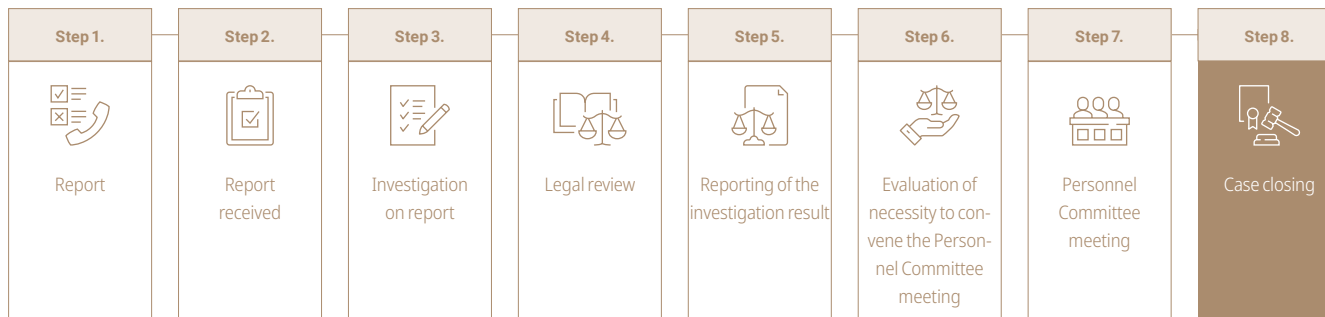 Step 1.
Report
Step 2.
Report
received
Step 3.
Investigation
on report
Step 4.
Legal review
Step 5.
Reporting of the
investigation result
Step 6.
Evaluation of
necessity to con-
vene the Person-
nel Committee
meeting
Step 7.
Personnel
Committee
meeting
Step 8.
Case closing